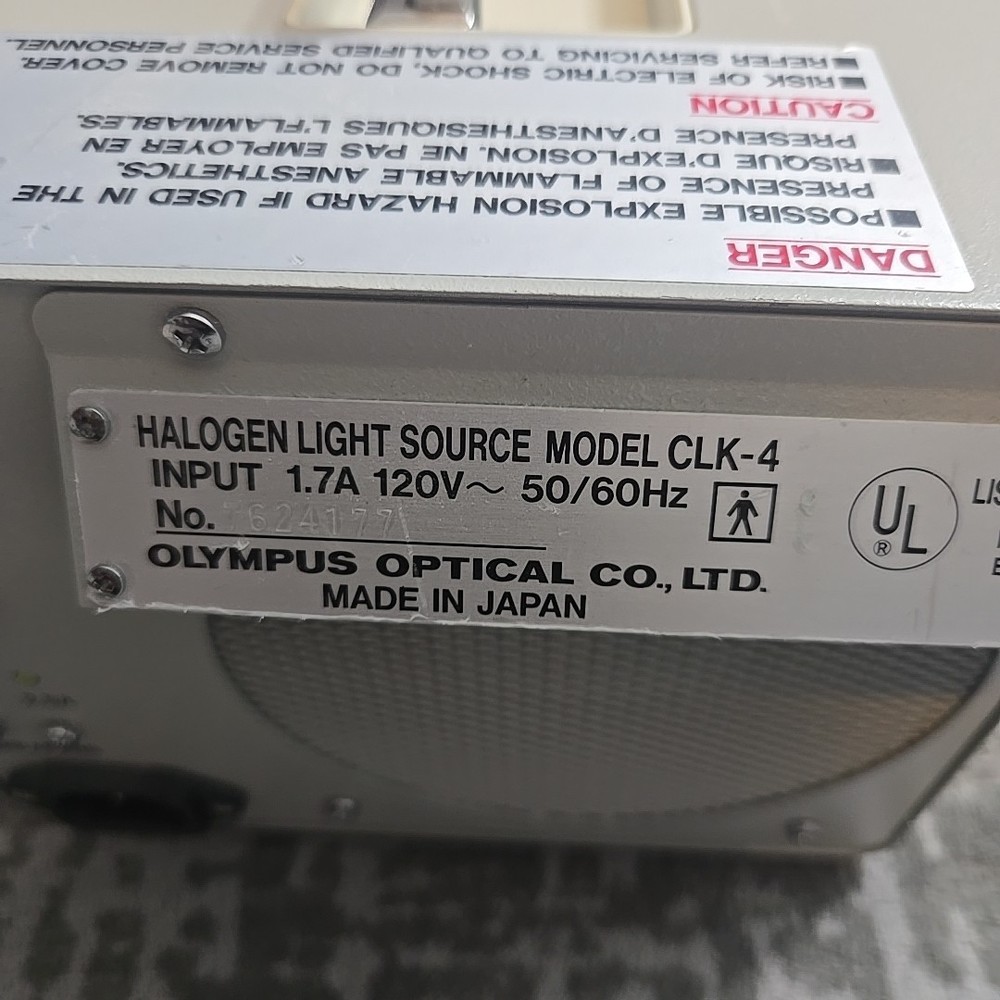 DANGER
■POSSIBLE EXPLOSION HAZARD IF USED IN THE
PRESENCE OF FLAMMABLE ANESTHETICS.
■RISQUE D'EXPLOSION. NE PAS EMPLOYER EN
PRESENCE D'ANESTHESIQUES L'FLAMMABLES.
CAUTION
■RISK OF ELECTRIC SHOCK, DO NOT REMOVE COVER.
■REFER SERVICING TO QUALIFIED SERVICE PERSONNEL.
HALOGEN LIGHT SOURCE MODEL CLK-4
INPUT 1.7A 120V～ 50/60Hz
No. 7624177
OLYMPUS OPTICAL CO., LTD.
MADE IN JAPAN
UL
®
LIS
E